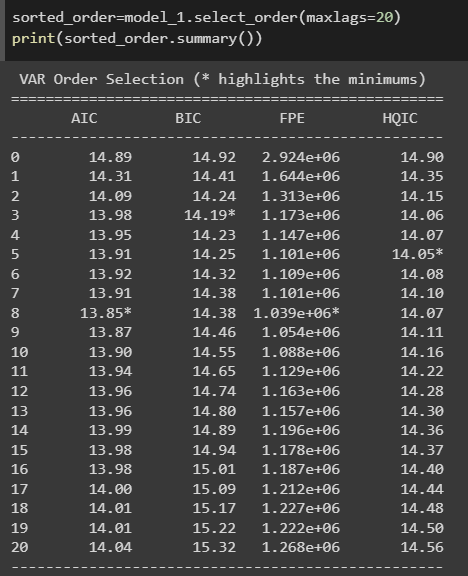 sorted_order=model_1.select_order(maxlags=20)
print(sorted_order.summary())
VAR Order Selection (* highlights the minimums)
==================================================
AIC BIC FPE HQIC
--------------------------------------------------
0 14.89 14.92 2.924e+06 14.90
1 14.31 14.41 1.644e+06 14.35
2 14.09 14.24 1.313e+06 14.15
3 13.98 14.19* 1.173e+06 14.06
4 13.95 14.23 1.147e+06 14.07
5 13.91 14.25 1.101e+06 14.05*
6 13.92 14.32 1.109e+06 14.08
7 13.91 14.38 1.101e+06 14.10
8 13.85* 14.38 1.039e+06* 14.07
9 13.87 14.46 1.054e+06 14.11
10 13.90 14.55 1.088e+06 14.16
11 13.94 14.65 1.129e+06 14.22
12 13.96 14.74 1.163e+06 14.28
13 13.96 14.80 1.157e+06 14.30
14 13.99 14.89 1.196e+06 14.36
15 13.98 14.94 1.178e+06 14.37
16 13.98 15.01 1.187e+06 14.40
17 14.00 15.09 1.212e+06 14.44
18 14.01 15.17 1.227e+06 14.48
19 14.01 15.22 1.222e+06 14.50
20 14.04 15.32 1.268e+06 14.56
--------------------------------------------------